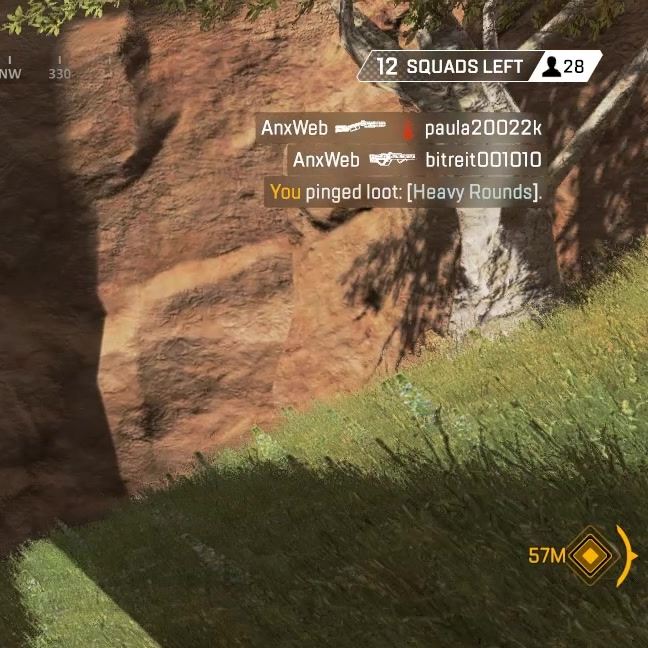 12 SQUADS LEFT 28
NW 330
AnxWeb paula20022k
AnxWeb bitreit001010
You pinged loot: [Heavy Rounds].
57M